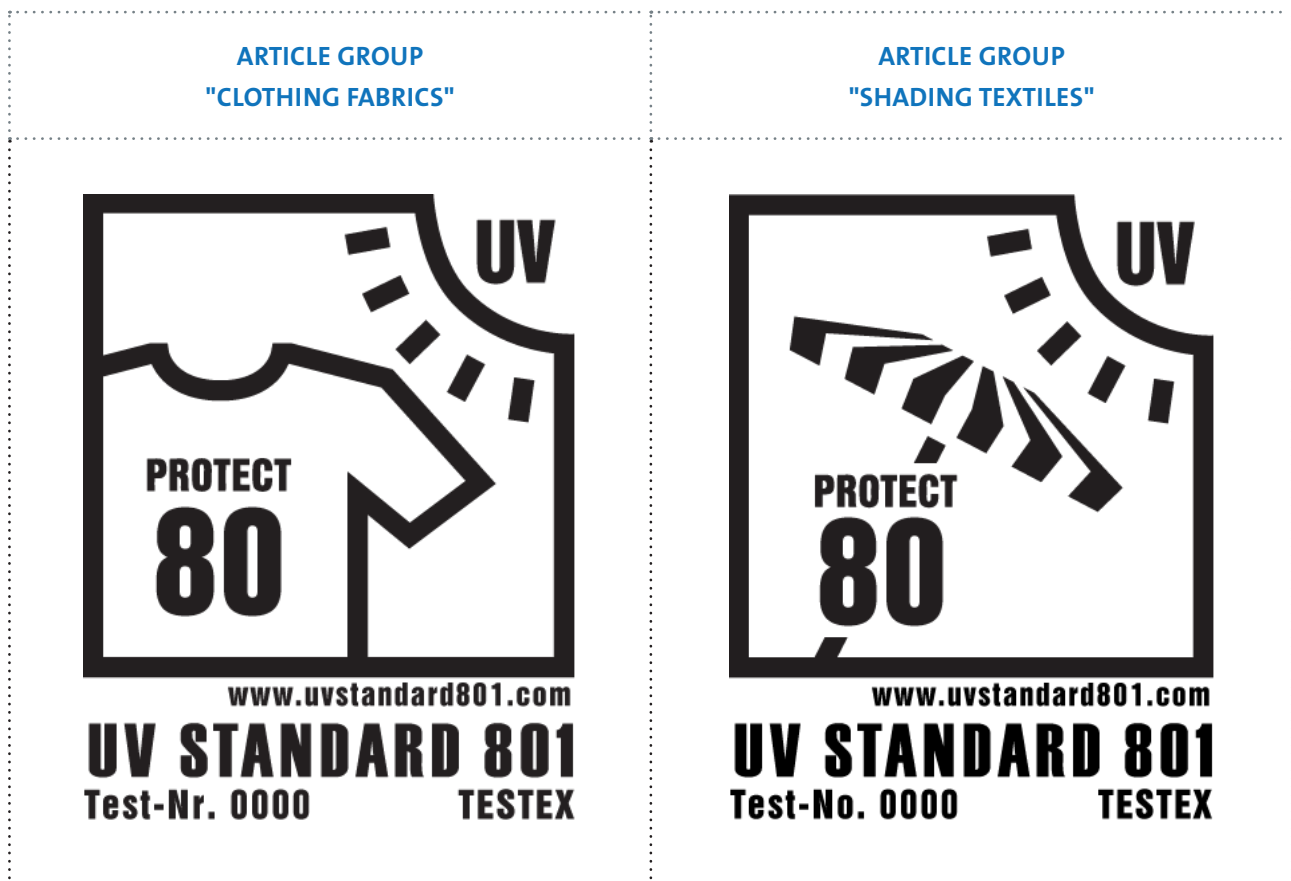 ARTICLE GROUP
"CLOTHING FABRICS"
UV
PROTECT
80
www.uvstandard801.com
UV STANDARD 801
Test-Nr. 0000 TESTEX
ARTICLE GROUP
"SHADING TEXTILES"
UV
PROTECT
80
www.uvstandard801.com
UV STANDARD 801
Test-No. 0000 TESTEX